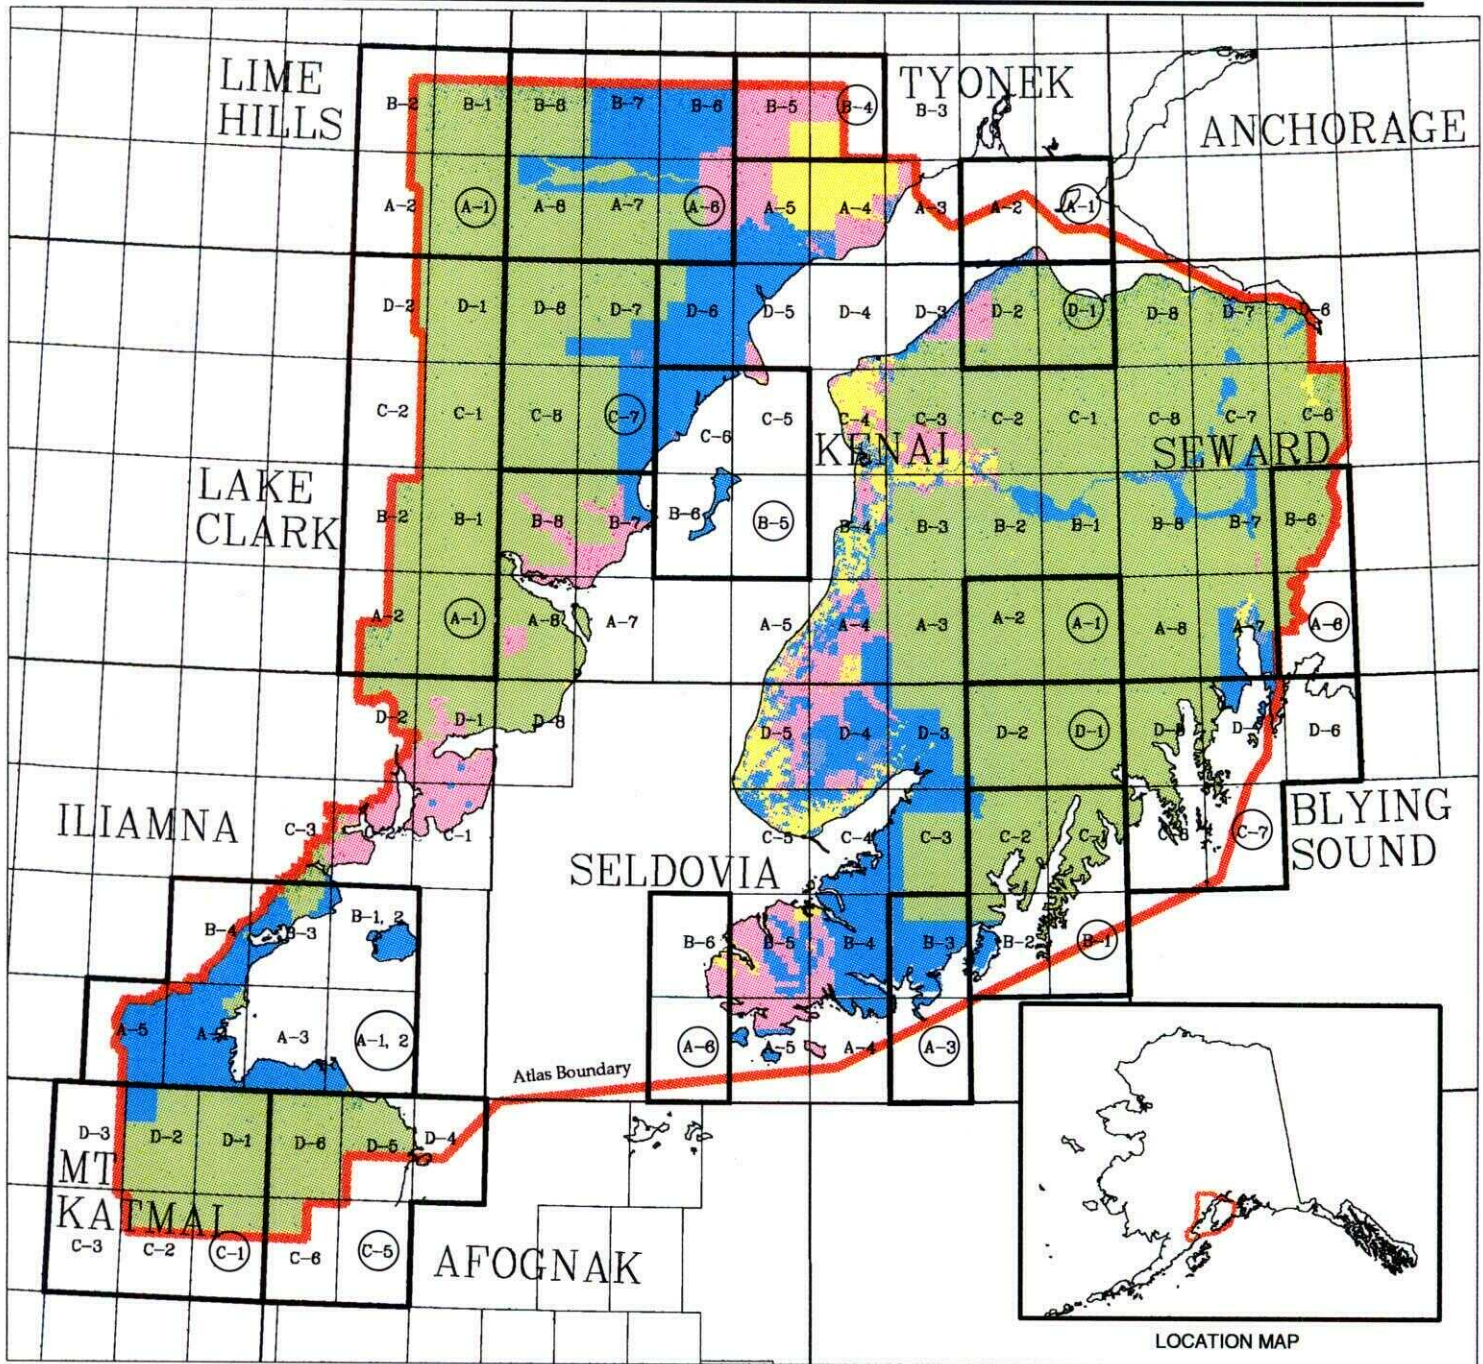 LIME
HILLS
TYONEK
ANCHORAGE
B-2 B-1 B-8 B-7 B-6 B-5 B-4 B-3
A-2 A-1 A-8 A-7 A-6 A-5 A-4 A-3 A-2 A-1
D-2 D-1 D-8 D-7 D-6 D-5 D-4 D-3 D-2 D-1 D-8 D-7 D-6
C-2 C-1 C-8 C-7 C-6 C-5 C-4 C-3 C-2 C-1 C-8 C-7 C-6
KENAI
SEWARD
LAKE
CLARK
B-2 B-1 B-8 B-7 B-6 B-5 B-4 B-3 B-2 B-1 B-8 B-7 B-6
A-2 A-1 A-8 A-7 A-5 A-4 A-3 A-2 A-1 A-8 A-7 A-6
D-2 D-1 D-8 D-5 D-4 D-3 D-2 D-1 D-6
ILIAMNA
C-3 C-2 C-1 C-5 C-4 C-3 C-2 C-7
BLYING
SOUND
SELDOVIA
B-4 B-3 B-1, 2 B-6 B-5 B-4 B-3 B-2 B-1
A-5 A-3 A-1, 2 A-6 A-5 A-4 A-3
Atlas Boundary
D-3 D-2 D-1 D-6 D-5 D-4
MT
KATMAI
C-3 C-2 C-1 C-6 C-5
AFOGNAK
LOCATION MAP